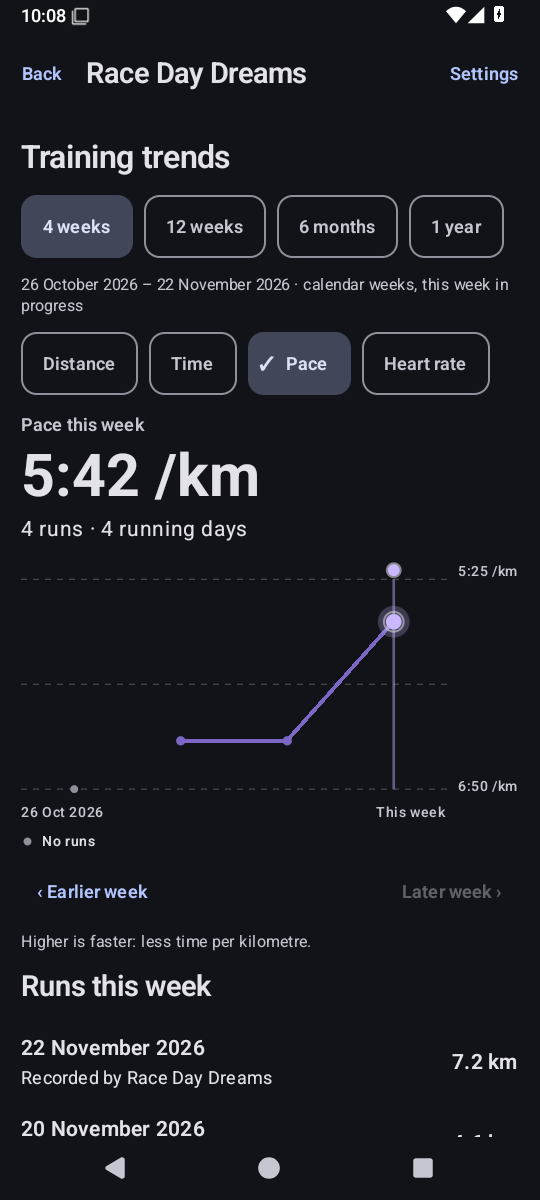 10:08
Back
Race Day Dreams
Settings
Training trends
4 weeks
12 weeks
6 months
1 year
26 October 2026 – 22 November 2026 · calendar weeks, this week in
progress
Distance
Time
✓ Pace
Heart rate
Pace this week
5:42 /km
4 runs · 4 running days
5:25 /km
6:50 /km
26 Oct 2026
This week
No runs
‹ Earlier week
Later week ›
Higher is faster: less time per kilometre.
Runs this week
22 November 2026
7.2 km
Recorded by Race Day Dreams
20 November 2026